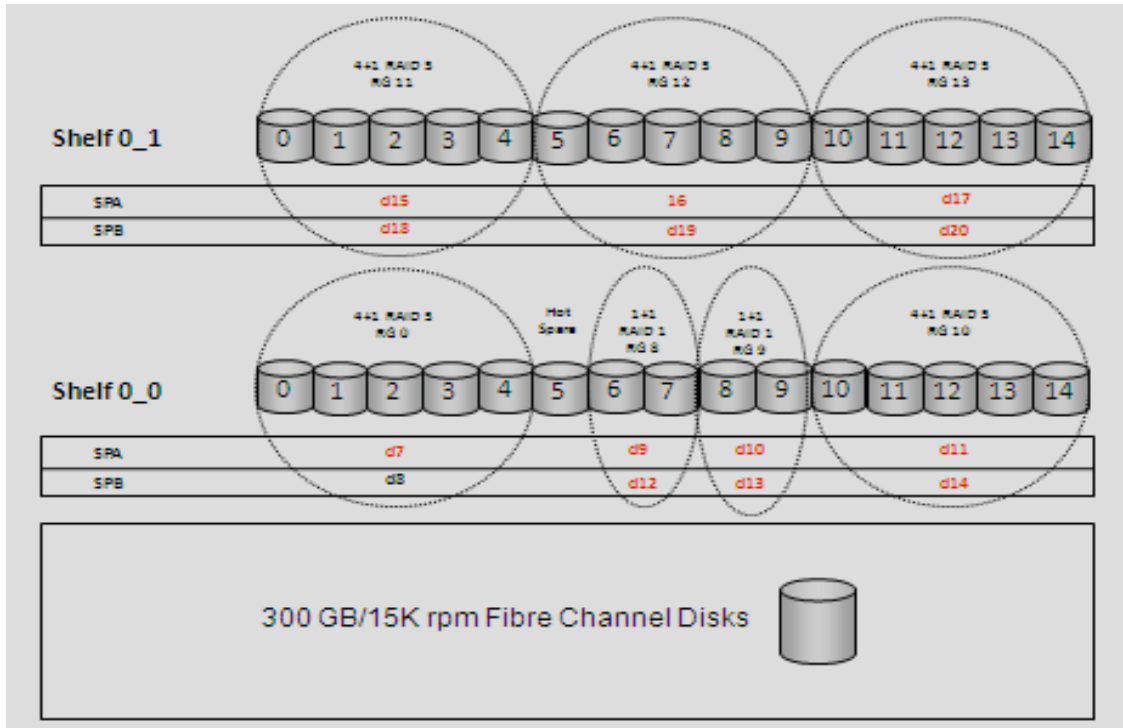 4+1 RAID 5 4+1 RAID 5 4+1 RAID 5
RG 11 RG 12 RG 13
Shelf 0_1 0 1 2 3 4 5 6 7 8 9 10 11 12 13 14
SPA d15 16 d17
SPB d18 d19 d20
4+1 RAID 5 Hot 1+1 1+1 4+1 RAID 5
RG 0 Spare RAID 1 RAID 1 RG 10
RG 8 RG 9
Shelf 0_0 0 1 2 3 4 5 6 7 8 9 10 11 12 13 14
SPA d7 d9 d10 d11
SPB d8 d12 d13 d14
300 GB/15K rpm Fibre Channel Disks